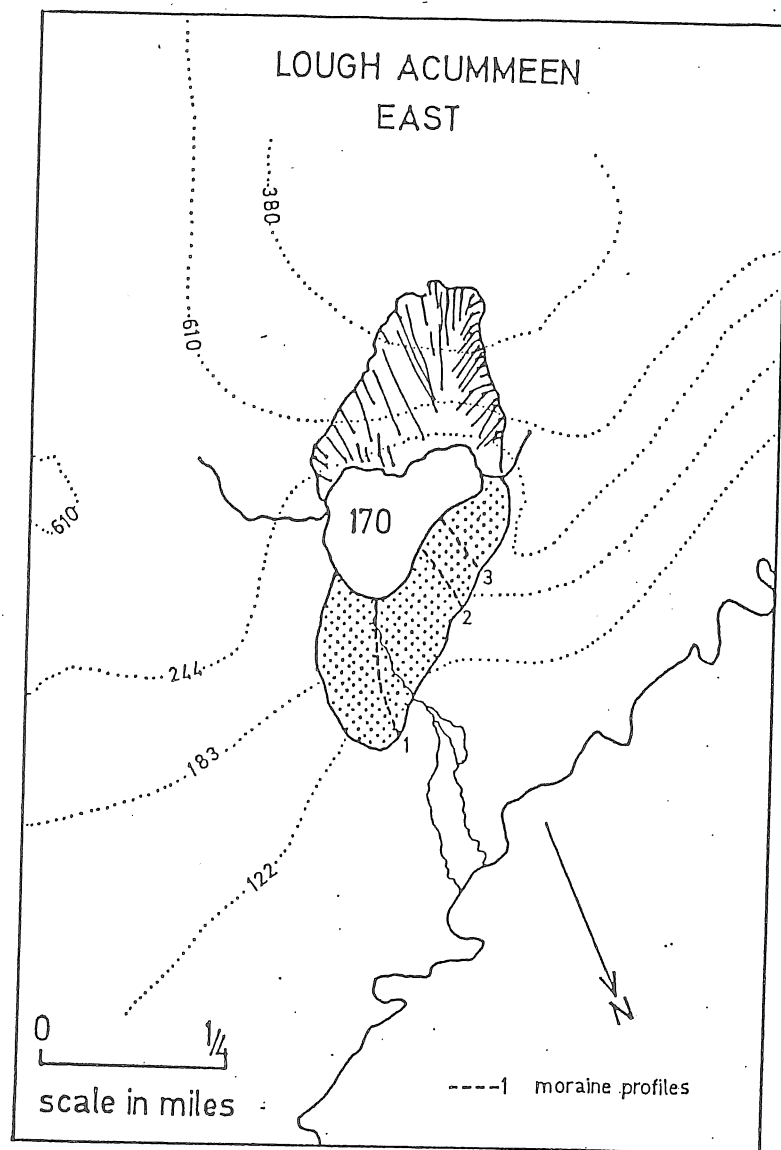 LOUGH ACUMMEEN
EAST
380
610
610
170
3
2
244
1
183
122
N
0 1/4
scale in miles
----1 moraine profiles